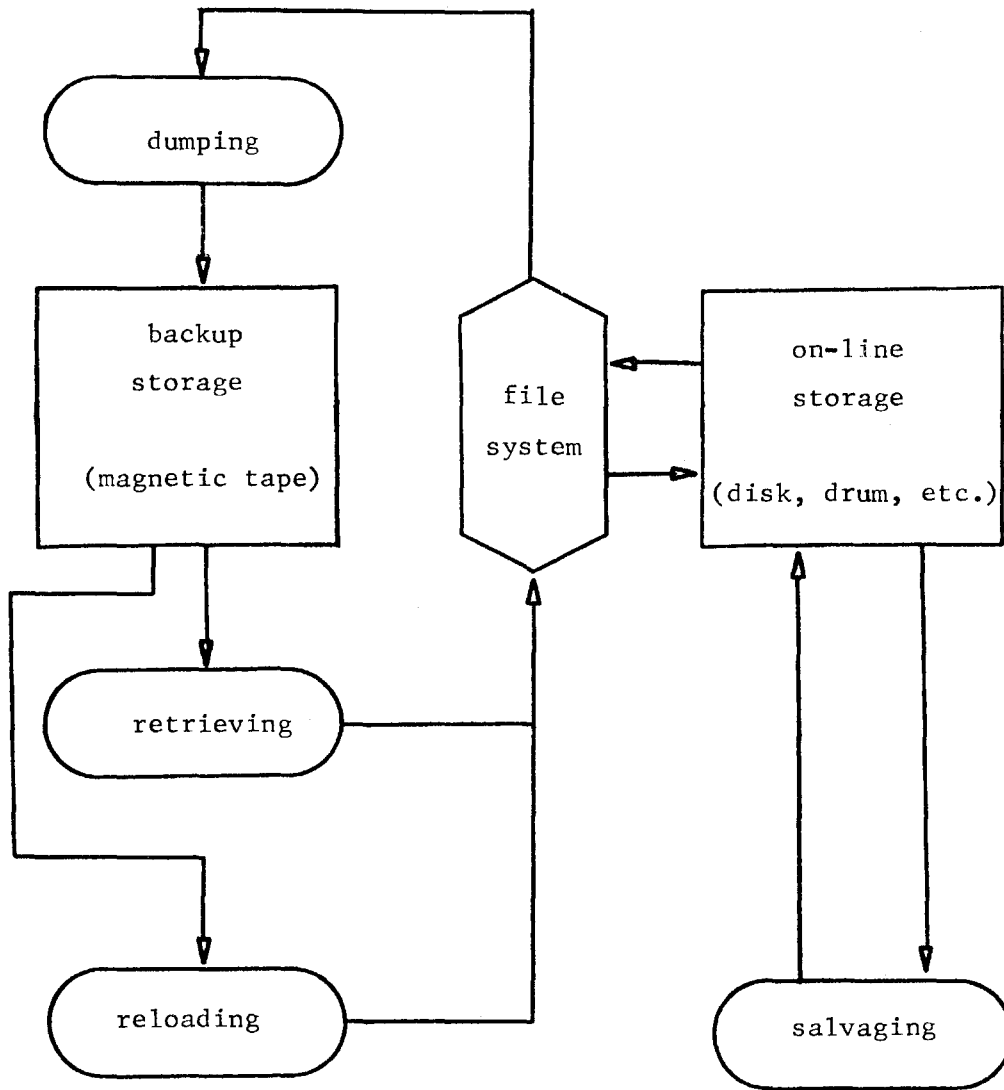 dumping
backup
storage
(magnetic tape)
file
system
on-line
storage
(disk, drum, etc.)
retrieving
reloading
salvaging